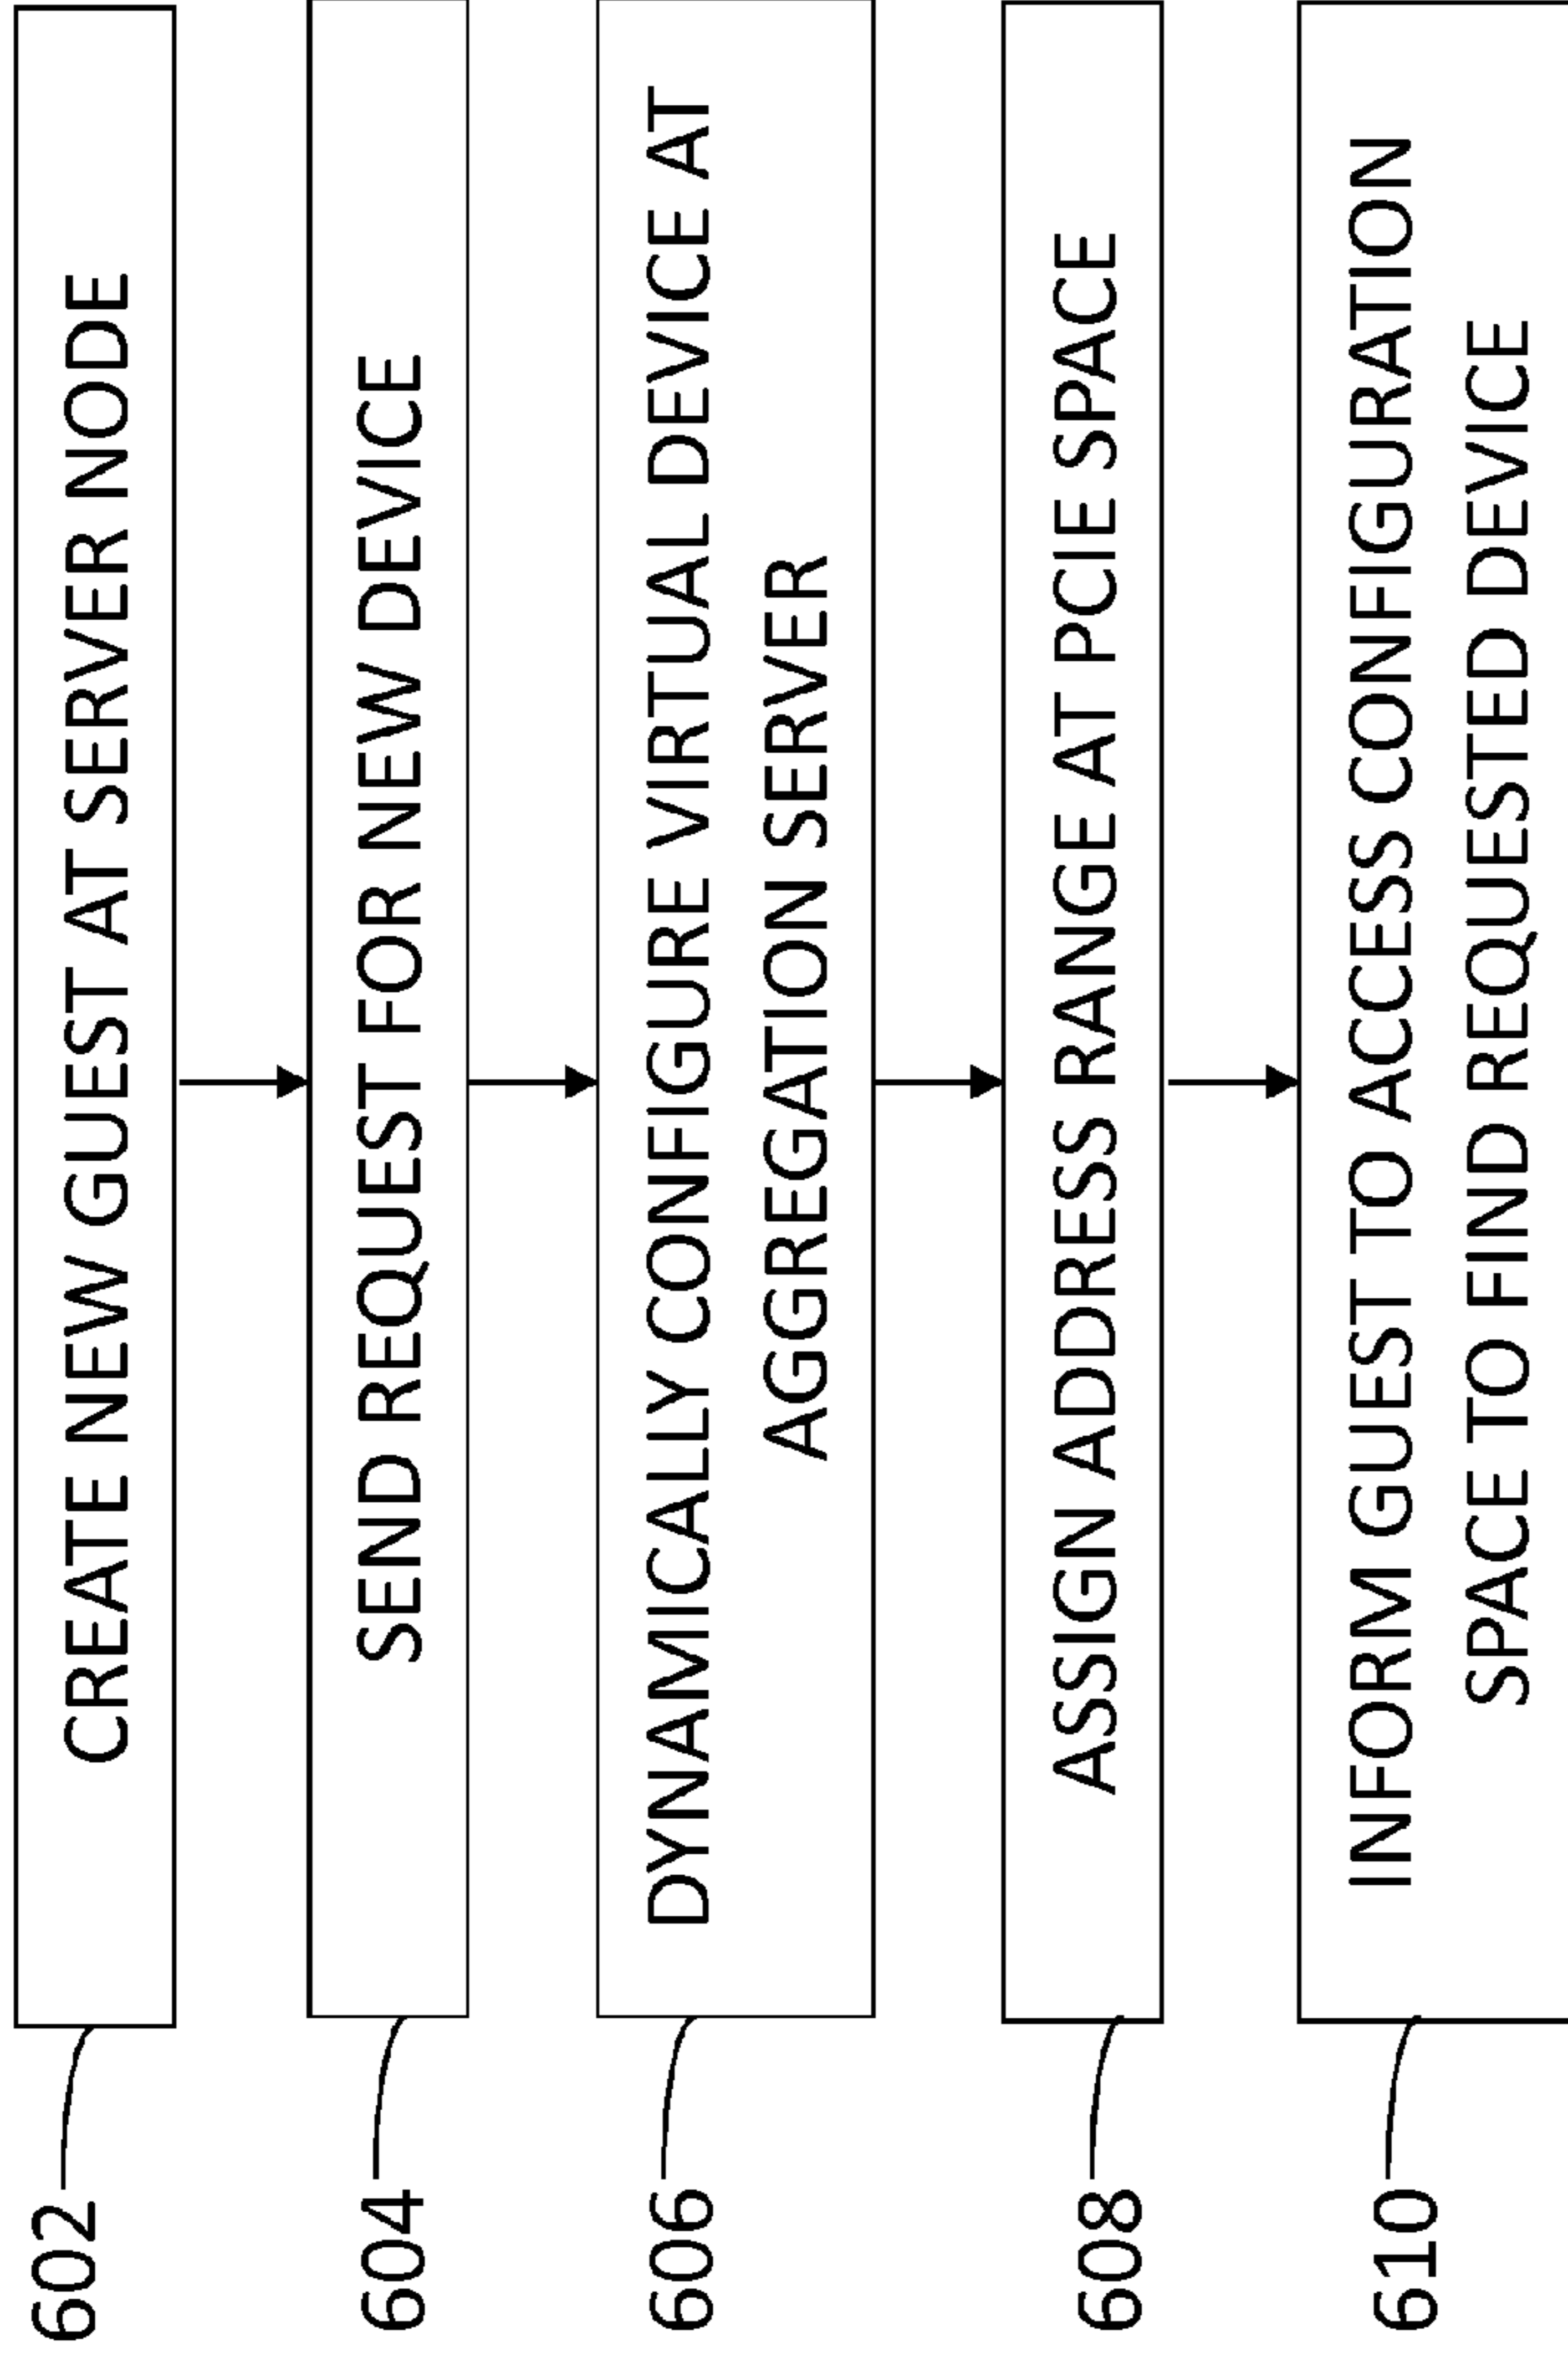 602
CREATE NEW GUEST AT SERVER NODE
604
SEND REQUEST FOR NEW DEVICE
606
DYNAMICALLY CONFIGURE VIRTUAL DEVICE AT
AGGREGATION SERVER
608
ASSIGN ADDRESS RANGE AT PCIE SPACE
610
INFORM GUEST TO ACCESS CONFIGURATION
SPACE TO FIND REQUESTED DEVICE